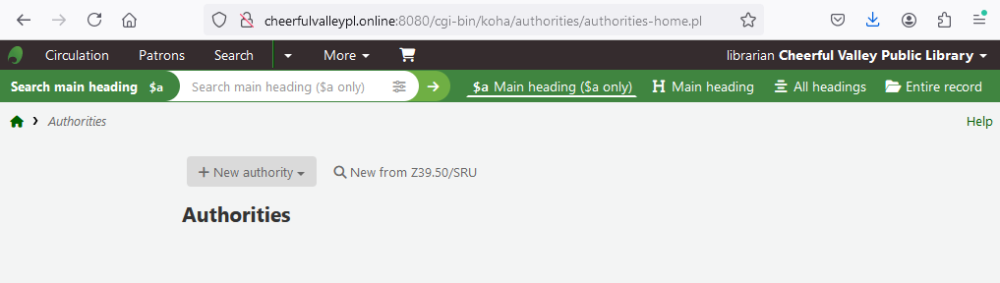 cheerfulvalleypl.online:8080/cgi-bin/koha/authorities/authorities-home.pl
Circulation Patrons Search More librarian Cheerful Valley Public Library
Search main heading $a Search main heading ($a only) $a Main heading ($a only) Main heading All headings Entire record
Authorities Help
New authority New from Z39.50/SRU
Authorities